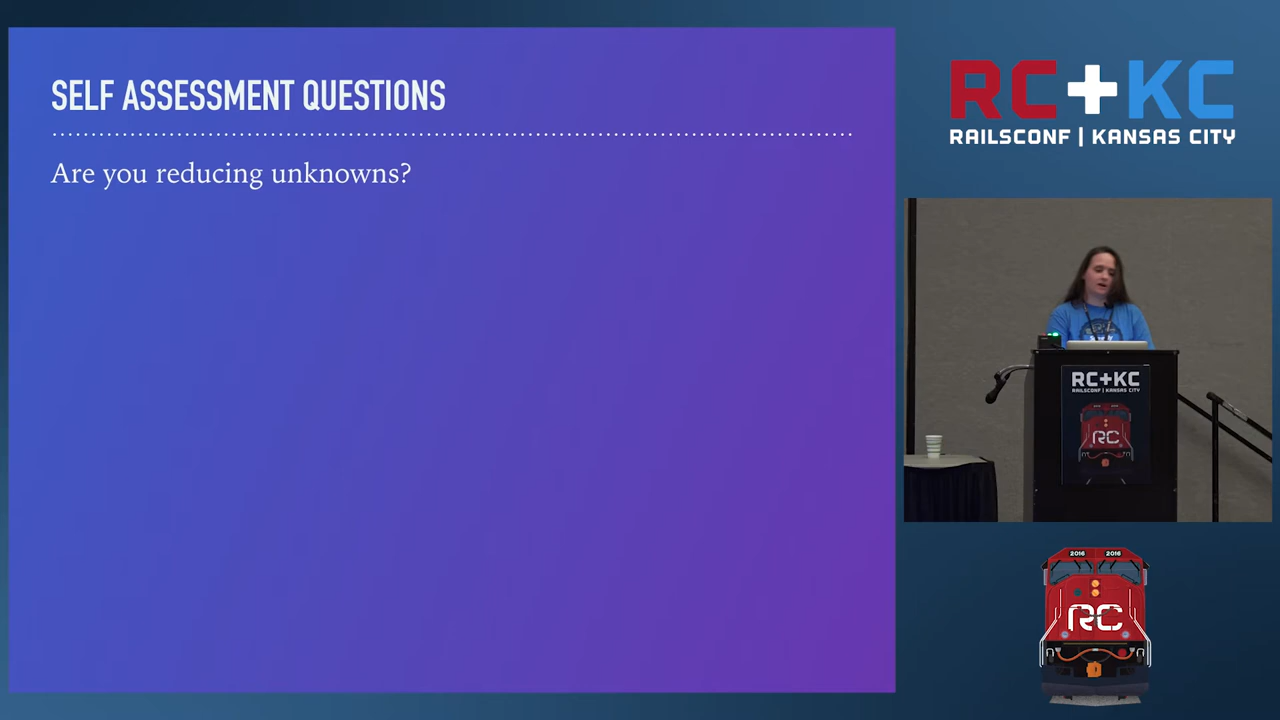 SELF ASSESSMENT QUESTIONS
Are you reducing unknowns?
RC+KC
RAILSCONF | KANSAS CITY
RC+KC
RAILSCONF | KANSAS CITY
RC
2016 2016
RC